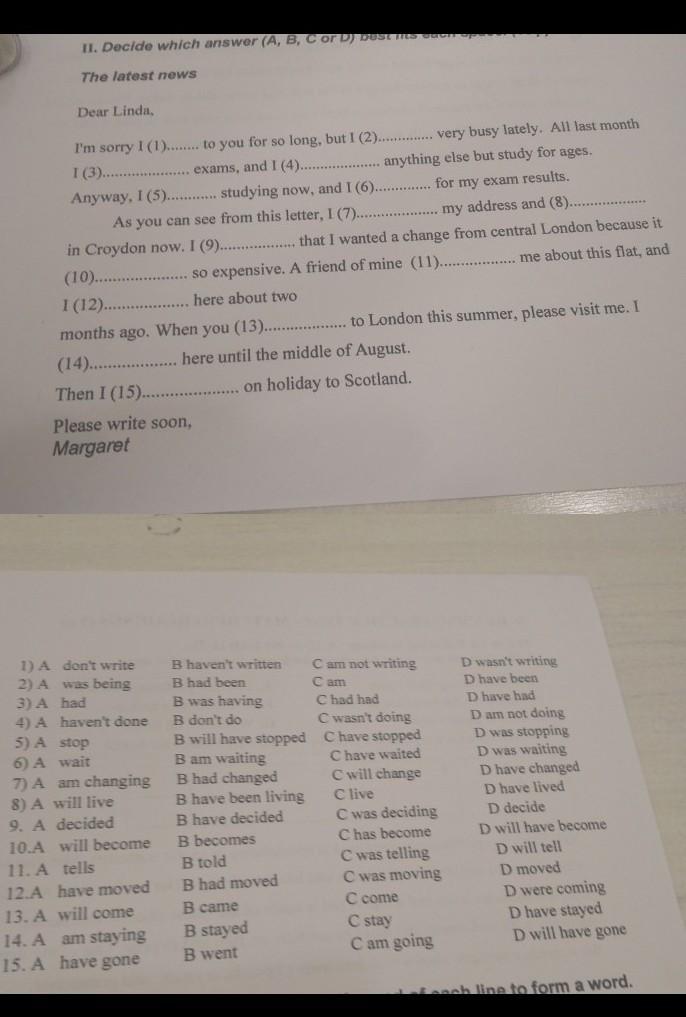 II. Decide which answer (A, B, C or D) best fits each
The latest news
Dear Linda,
I'm sorry I (1)........ to you for so long, but I (2).............. very busy lately. All last month
I (3)...................... exams, and I (4).................... anything else but study for ages.
Anyway, I (5)............. studying now, and I (6).............. for my exam results.
As you can see from this letter, I (7).................... my address and (8)...................
in Croydon now. I (9).................. that I wanted a change from central London because it
(10)...................... so expensive. A friend of mine (11).................. me about this flat, and
I (12).................... here about two
months ago. When you (13)................... to London this summer, please visit me. I
(14)................... here until the middle of August.
Then I (15)..................... on holiday to Scotland.
Please write soon,
Margaret
1) A don't write B haven't written C am not writing D wasn't writing
2) A was being B had been C am D have been
3) A had B was having C had had D have had
4) A haven't done B don't do C wasn't doing D am not doing
5) A stop B will have stopped C have stopped D was stopping
6) A wait B am waiting C have waited D was waiting
7) A am changing B had changed C will change D have changed
8) A will live B have been living C live D have lived
9. A decided B have decided C was deciding D decide
10.A will become B becomes C has become D will have become
11. A tells B told C was telling D will tell
12.A have moved B had moved C was moving D moved
13. A will come B came C come D were coming
14. A am staying B stayed C stay D have stayed
15. A have gone B went C am going D will have gone
of each line to form a word.